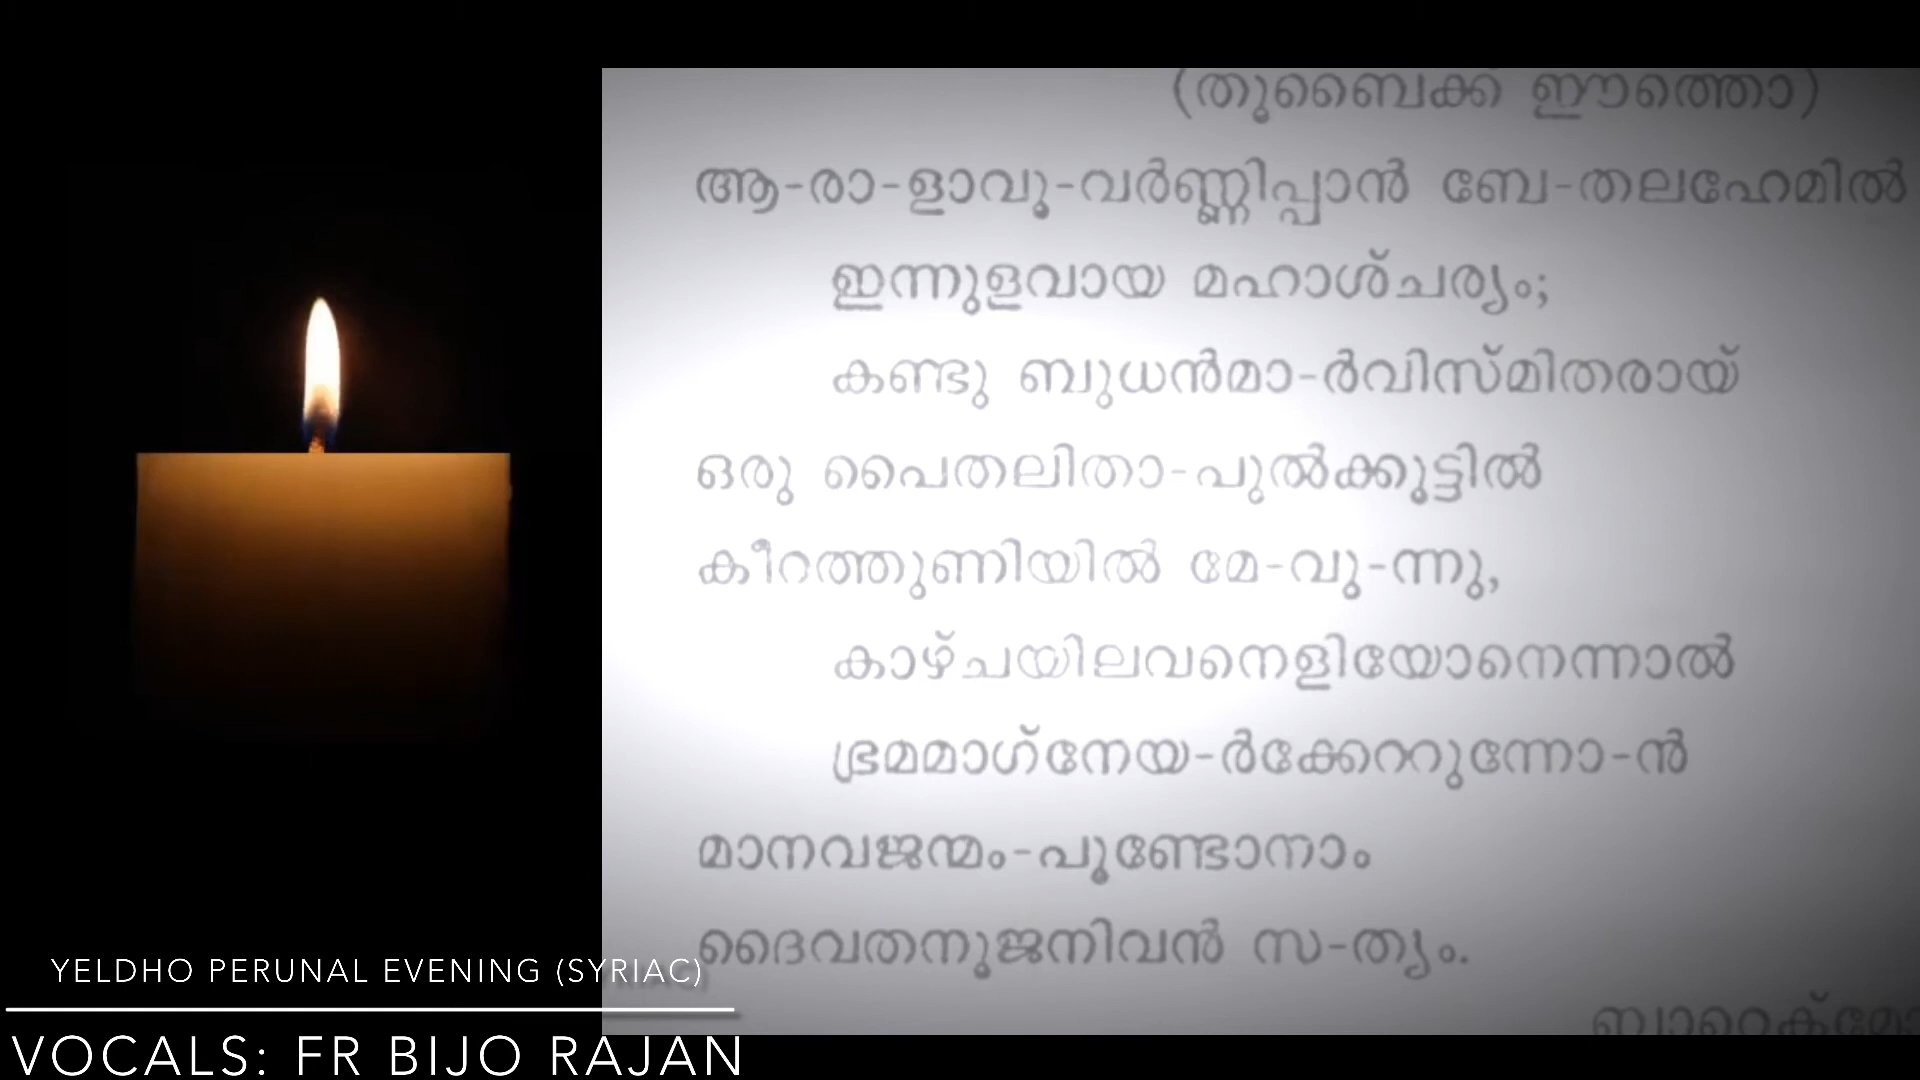 (തൂബൈക്ക് ഈത്തൊ)
ആ-രാ-ളാവൂ-വർണ്ണിപ്പാൻ ബേ-തലഹേമിൽ
ഇന്നുളവായ മഹാശ്ചര്യം;
കണ്ടു ബുധൻമാ-ർവിസ്മിതരായ്
ഒരു പൈതലിതാ-പുൽക്കൂട്ടിൽ
കീറത്തുണിയിൽ മേ-വു-ന്നു,
കാഴ്ചയിലവനെളിയോനെന്നാൽ
ഭ്രമമാഗ്നേയ-ർക്കേററുന്നോ-ൻ
മാനവജന്മം-പൂണ്ടോനാം
ദൈവതനൂജനിവൻ സ-ത്യം.
ബാറെക്മോ
YELDHO PERUNAL EVENING (SYRIAC)
VOCALS: FR BIJO RAJAN